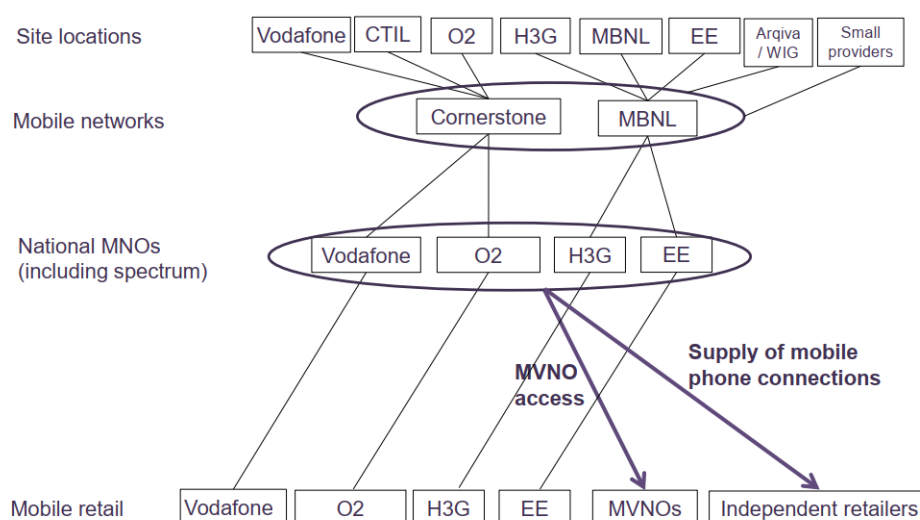 Site locations
Vodafone
CTIL
O2
H3G
MBNL
EE
Arqiva
/ WIG
Small
providers
Mobile networks
Cornerstone
MBNL
National MNOs
(including spectrum)
Vodafone
O2
H3G
EE
MVNO
access
Supply of mobile
phone connections
Mobile retail
Vodafone
O2
H3G
EE
MVNOs
Independent retailers